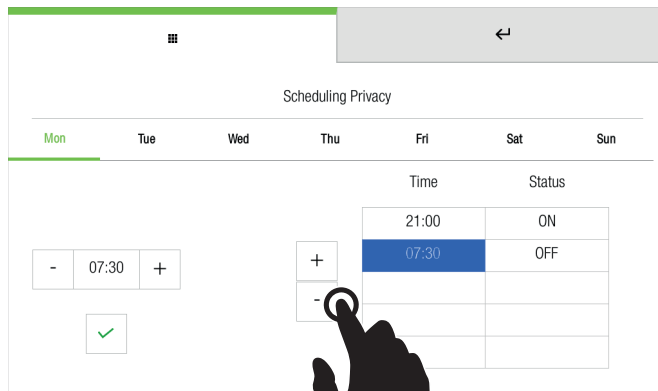 Scheduling Privacy
Mon Tue Wed Thu Fri Sat Sun
Time Status
21:00 ON
07:30 OFF
- 07:30 +
+
-